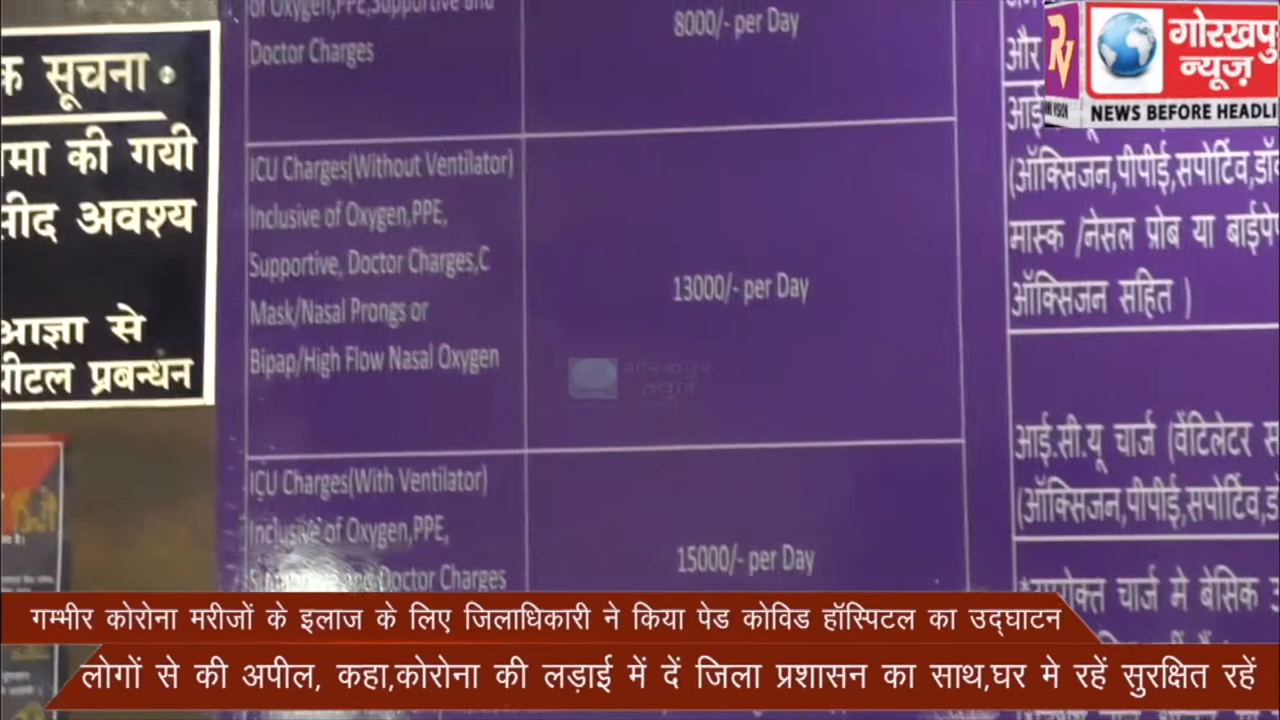 सूचना
की गयी
अवश्य
आज्ञा से
प्रबन्धन
of Oxygen,PPE,Supportive and
Doctor Charges
8000/- per Day
ICU Charges(Without Ventilator)
Inclusive of Oxygen,PPE,
Supportive, Doctor Charges,C
Mask/Nasal Prongs or
Bipap/High Flow Nasal Oxygen
13000/- per Day
ICU Charges(With Ventilator)
Inclusive of Oxygen,PPE,
and Doctor Charges
15000/- per Day
और
(ऑक्सिजन,पीपीई,सपोर्टिव,
मास्क /नेसल प्रोब या
ऑक्सिजन सहित )
आई.सी.यू चार्ज (वेंटिलेटर
(ऑक्सिजन,पीपीई,सपोर्टिव,
चार्ज मे बेसिक
गोरखपु
न्यूज़
NEWS BEFORE HEADLI
गोरखपुर
न्यूज़
गम्भीर कोरोना मरीजों के इलाज के लिए जिलाधिकारी ने किया पेड कोविड हॉस्पिटल का उद्घाटन
लोगों से की अपील, कहा,कोरोना की लड़ाई में दें जिला प्रशासन का साथ,घर मे रहें सुरक्षित रहें